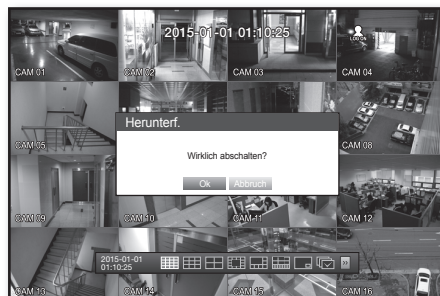 2015-01-01 01:10:25
LOG ON
CAM 01
CAM 02
CAM 03
CAM 04
Herunterf.
CAM 05
CAM 08
Wirklich abschalten?
Ok
Abbruch
CAM 09
CAM 10
CAM 11
CAM 12
2015-01-01
01:10:25
CAM 13
CAM 14
CAM 15
CAM 16